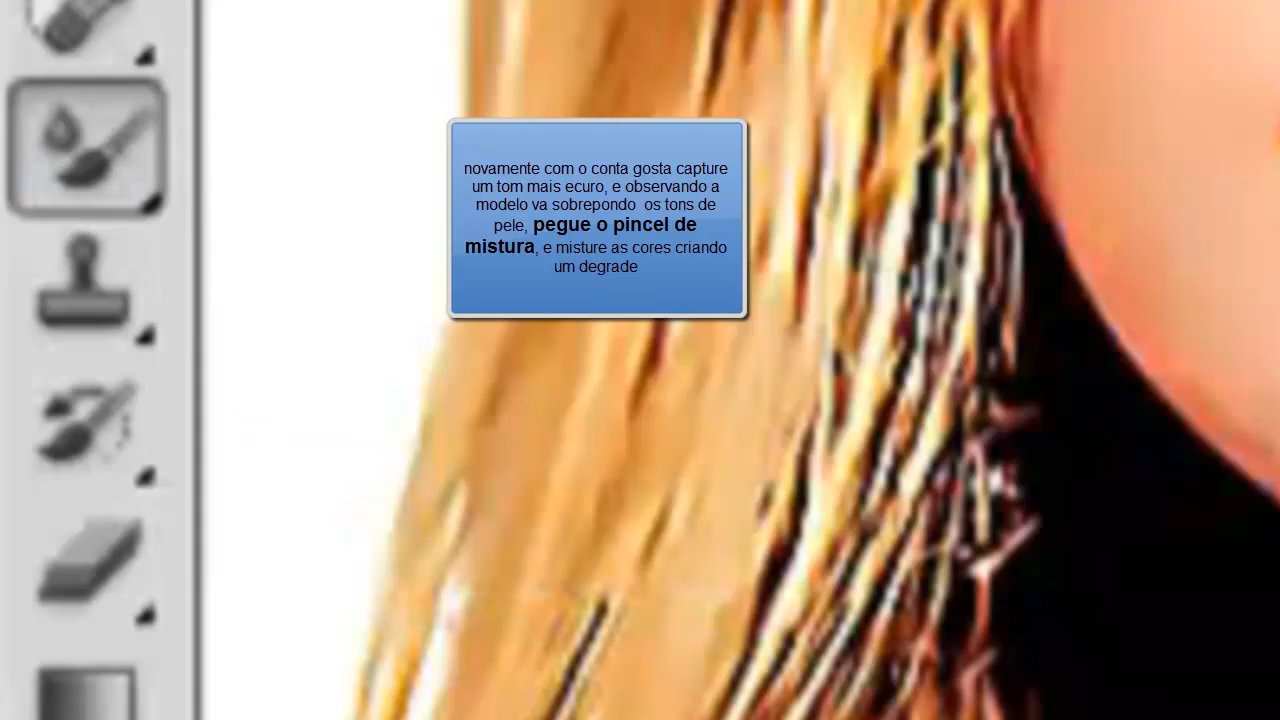 novamente com o conta gosta capture
um tom mais ecuro, e observando a
modelo va sobrepondo  os tons de
pele, pegue o pincel de
mistura, e misture as cores criando
um degrade